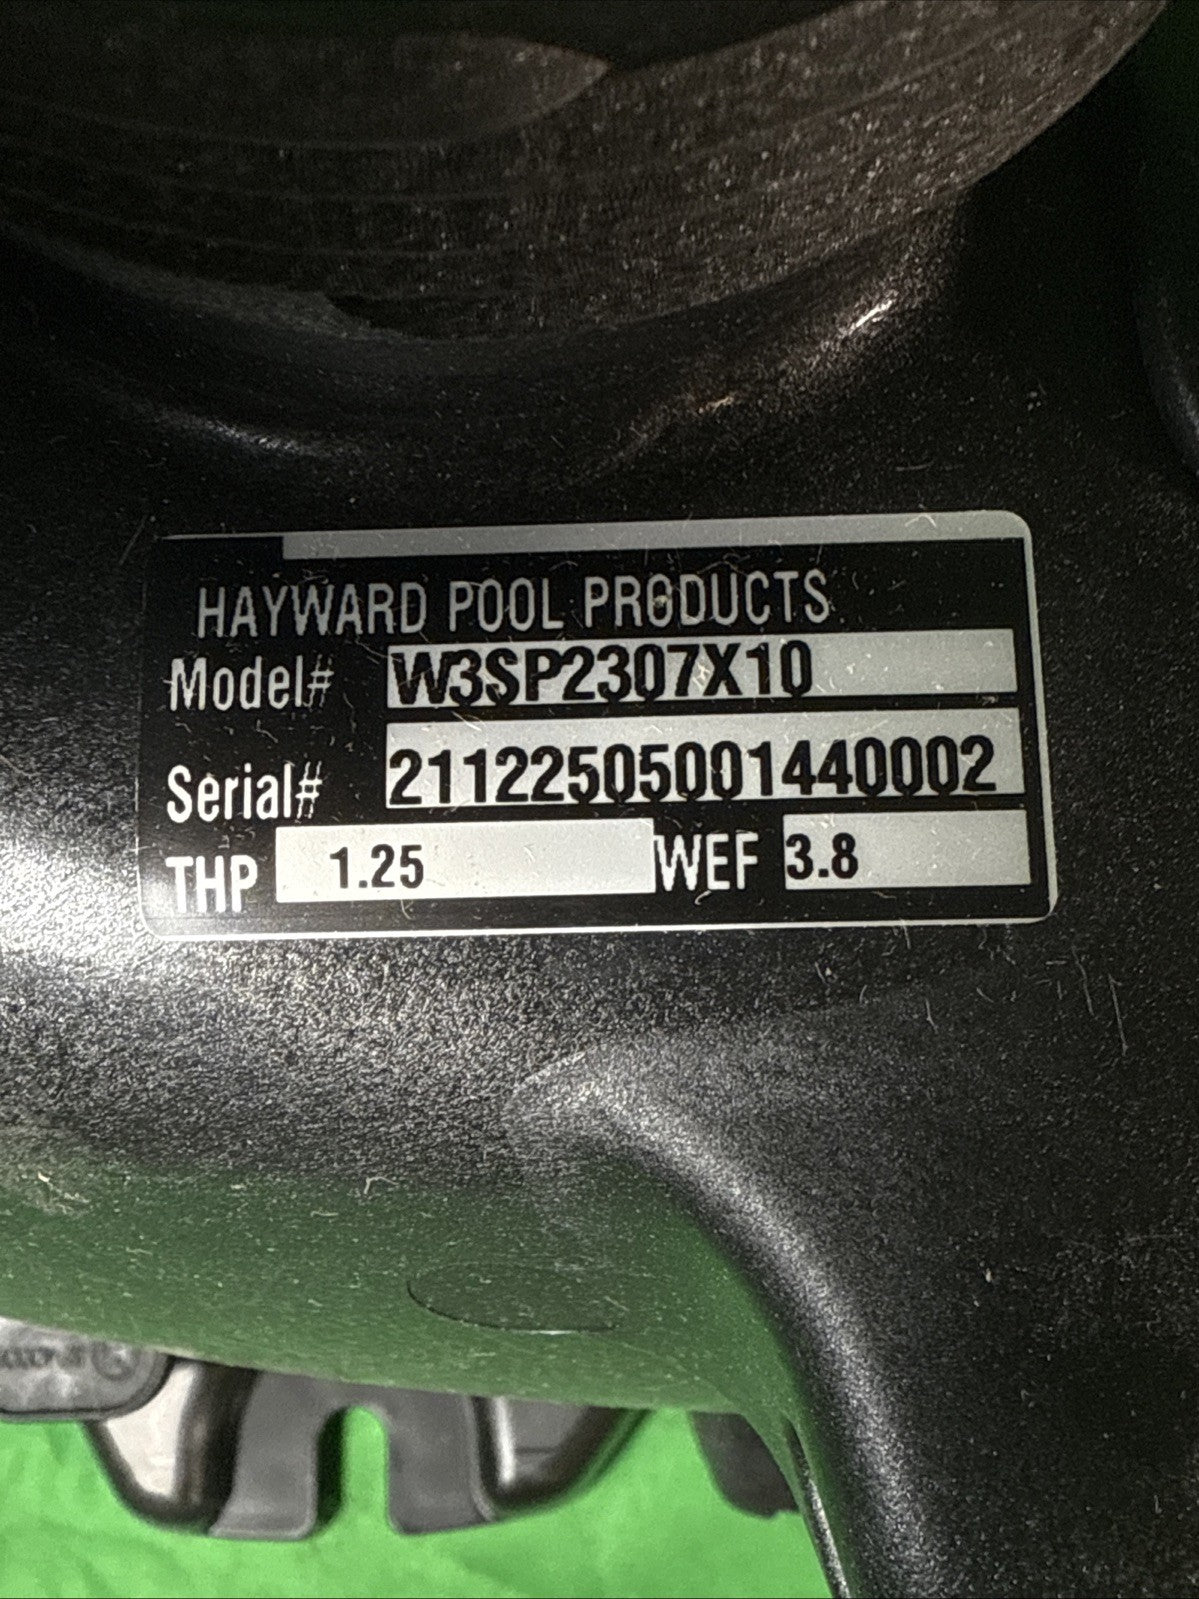 HAYWARD POOL PRODUCTS
Model# W3SP2307X10
Serial# 21122505001440002
THP 1.25 WEF 3.8